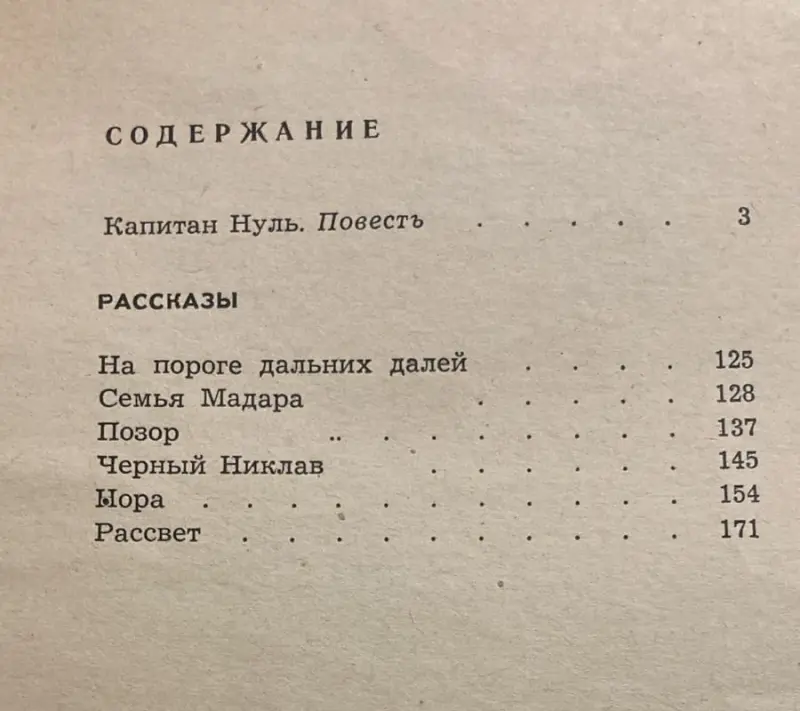 СОДЕРЖАНИЕ
Капитан Нуль. Повесть . . . . . 3
РАССКАЗЫ
На пороге дальних далей . . . . 125
Семья Мадара . . . . . 128
Позор .. . . . . . . . 137
Черный Никлав . . . . . . 145
Нора . . . . . . . . . . . 154
Рассвет . . . . . . . . . . 171